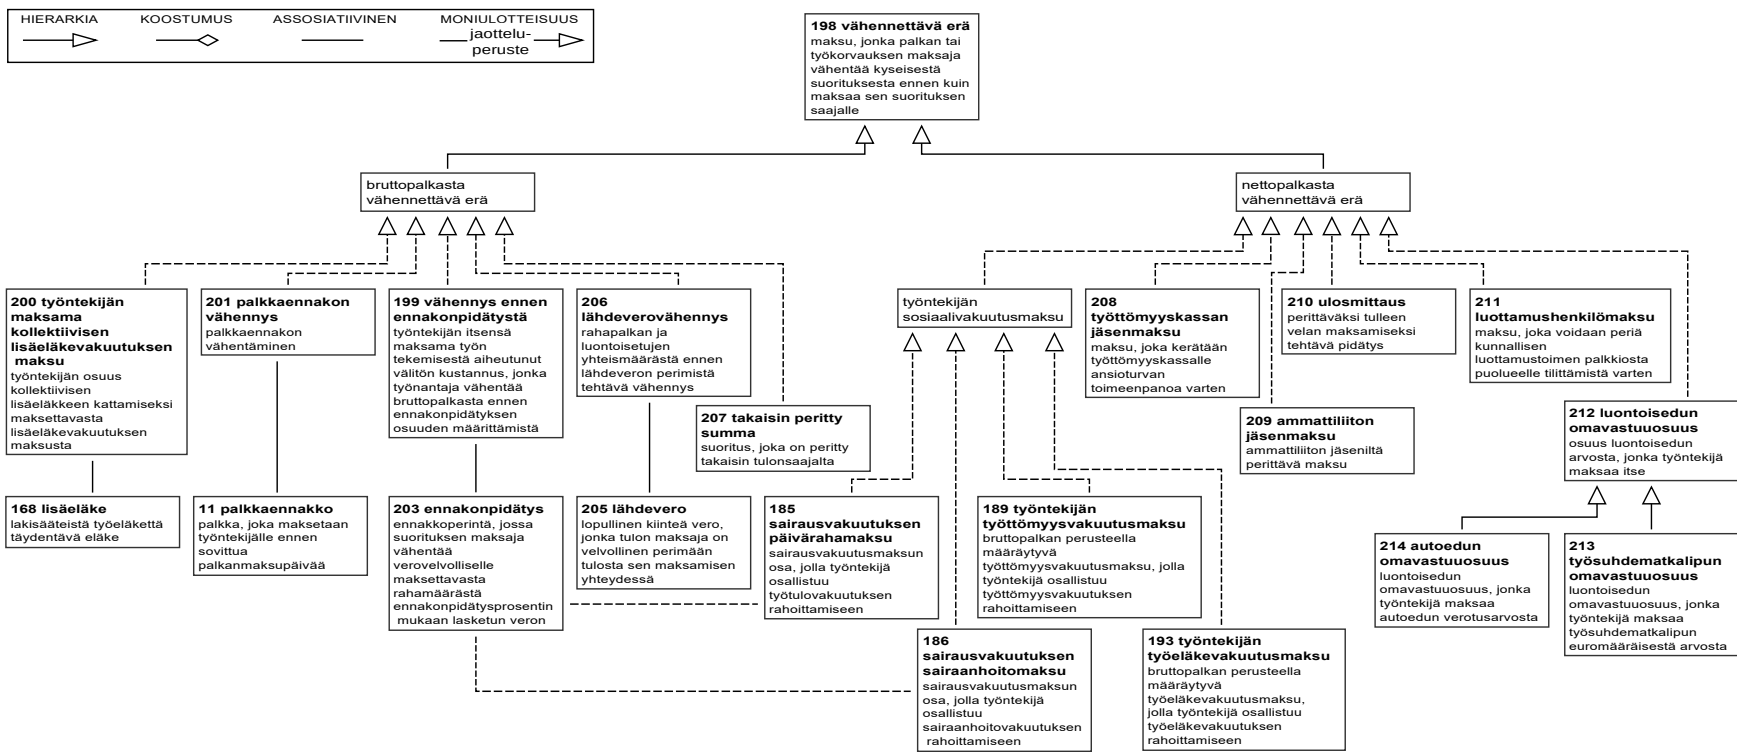 HIERARKIA
KOOSTUMUS
ASSOSIATIIVINEN
MONIULOTTEISUUS
jaottelu-
peruste
198 vähennettävä erä
maksu, jonka palkan tai
työkorvauksen maksaja
vähentää kyseisestä
suorituksesta ennen kuin
maksaa sen suorituksen
saajalle
bruttopalkasta
vähennettävä erä
nettopalkasta
vähennettävä erä
200 työntekijän
maksama
kollektiivisen
lisäeläkevakuutuksen
maksu
työntekijän osuus
kollektiivisen
lisäeläkkeen kattamiseksi
maksettavasta
lisäeläkevakuutuksen
maksusta
201 palkkaennakon
vähennys
palkkaennakon
vähentäminen
199 vähennys ennen
ennakonpidätystä
työntekijän itsensä
maksama työn
tekemisestä aiheutunut
välitön kustannus, jonka
työnantaja vähentää
bruttopalkasta ennen
ennakonpidätyksen
osuuden määrittämistä
206
lähdeverovähennys
rahapalkan ja
luontoisetujen
yhteismäärästä ennen
lähdeveron perimistä
tehtävä vähennys
207 takaisin peritty
summa
suoritus, joka on peritty
takaisin tulonsaajalta
työntekijän
sosiaalivakuutusmaksu
208
työttömyyskassan
jäsenmaksu
maksu, joka kerätään
työttömyyskassalle
ansioturvan
toimeenpanoa varten
210 ulosmittaus
perittäväksi tulleen
velan maksamiseksi
tehtävä pidätys
211
luottamushenkilömaksu
maksu, joka voidaan periä
kunnallisen
luottamustoimen palkkiosta
puolueelle tilittämistä varten
209 ammattiliiton
jäsenmaksu
ammattiliiton jäseniltä
perittävä maksu
212 luontoisedun
omavastuuosuus
osuus luontoisedun
arvosta, jonka työntekijä
maksaa itse
168 lisäeläke
lakisääteistä työeläkettä
täydentävä eläke
11 palkkaennakko
palkka, joka maksetaan
työntekijälle ennen
sovittua
palkanmaksupäivää
203 ennakonpidätys
ennakkoperintä, jossa
suorituksen maksaja
vähentää
verovelvolliselle
maksettavasta
rahamäärästä
ennakonpidätysprosentin
mukaan lasketun veron
205 lähdevero
lopullinen kiinteä vero,
jonka tulon maksaja on
velvollinen perimään
tulosta sen maksamisen
yhteydessä
185
sairausvakuutuksen
päivärahamaksu
sairausvakuutusmaksun
osa, jolla työntekijä
osallistuu
työtulovakuutuksen
rahoittamiseen
189 työntekijän
työttömyysvakuutusmaksu
bruttopalkan perusteella
määräytyvä
työttömyysvakuutusmaksu, jolla
työntekijä osallistuu
työttömyysvakuutuksen
rahoittamiseen
214 autoedun
omavastuuosuus
luontoisedun
omavastuuosuus, jonka
työntekijä maksaa
autoedun verotusarvosta
213
työsuhdematkalipun
omavastuuosuus
luontoisedun
omavastuuosuus, jonka
työntekijä maksaa
työsuhdematkalipun
euromääräisestä arvosta
186
sairausvakuutuksen
sairaanhoitomaksu
sairausvakuutusmaksun
osa, jolla työntekijä
osallistuu
sairaanhoitovakuutuksen
rahoittamiseen
193 työntekijän
työeläkevakuutusmaksu
bruttopalkan perusteella
määräytyvä
työeläkevakuutusmaksu,
jolla työntekijä osallistuu
työeläkevakuutuksen
rahoittamiseen